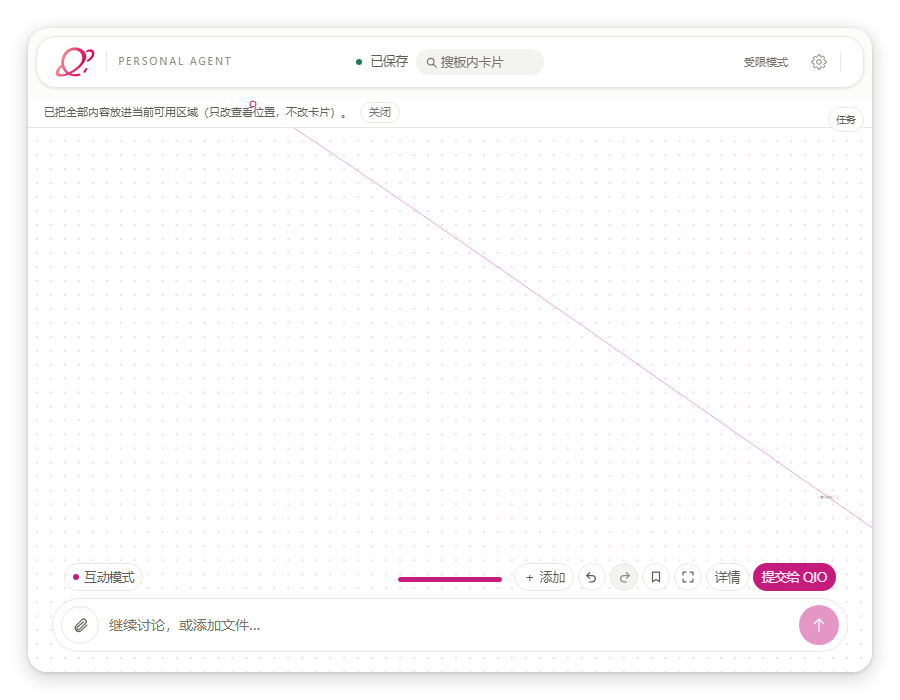 PERSONAL AGENT
已保存
搜板内卡片
受限模式
已把全部内容放进当前可用区域（只改查看位置，不改卡片）。
关闭
任务
互动模式
+ 添加
详情
提交给 QIO
继续讨论，或添加文件...